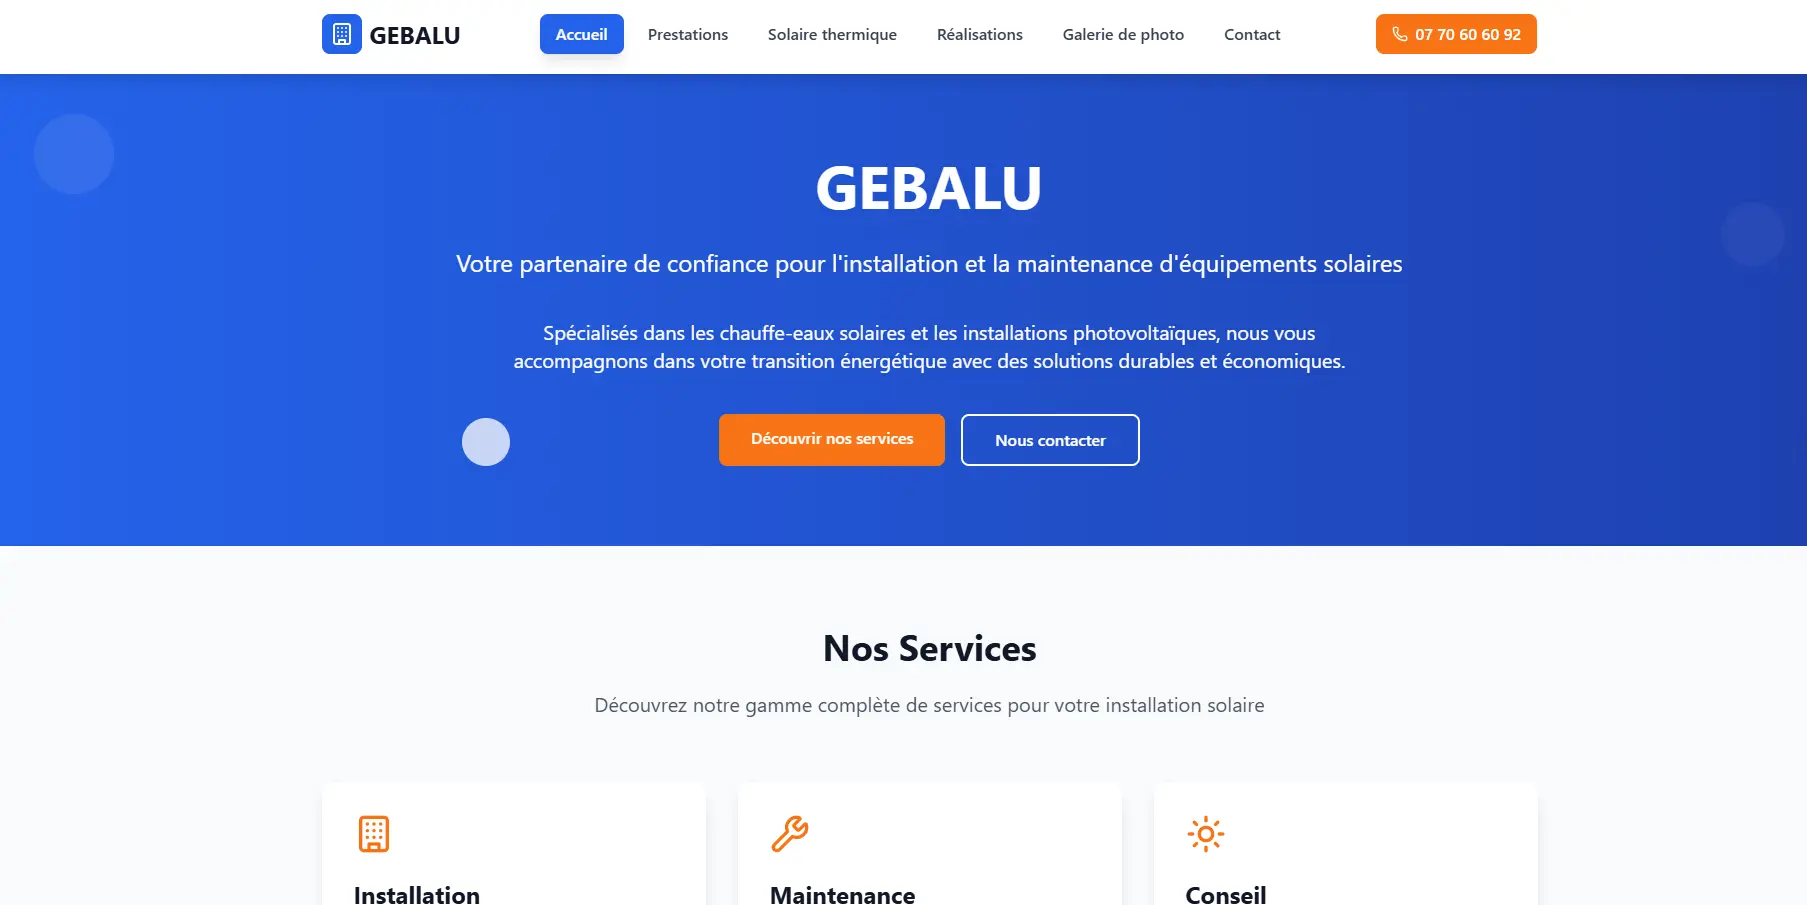 GEBALU
Accueil
Prestations
Solaire thermique
Réalisations
Galerie de photo
Contact
07 70 60 60 92
GEBALU
Votre partenaire de confiance pour l'installation et la maintenance d'équipements solaires
Spécialisés dans les chauffe-eaux solaires et les installations photovoltaïques, nous vous
accompagnons dans votre transition énergétique avec des solutions durables et économiques.
Découvrir nos services
Nous contacter
Nos Services
Découvrez notre gamme complète de services pour votre installation solaire
Installation
Maintenance
Conseil